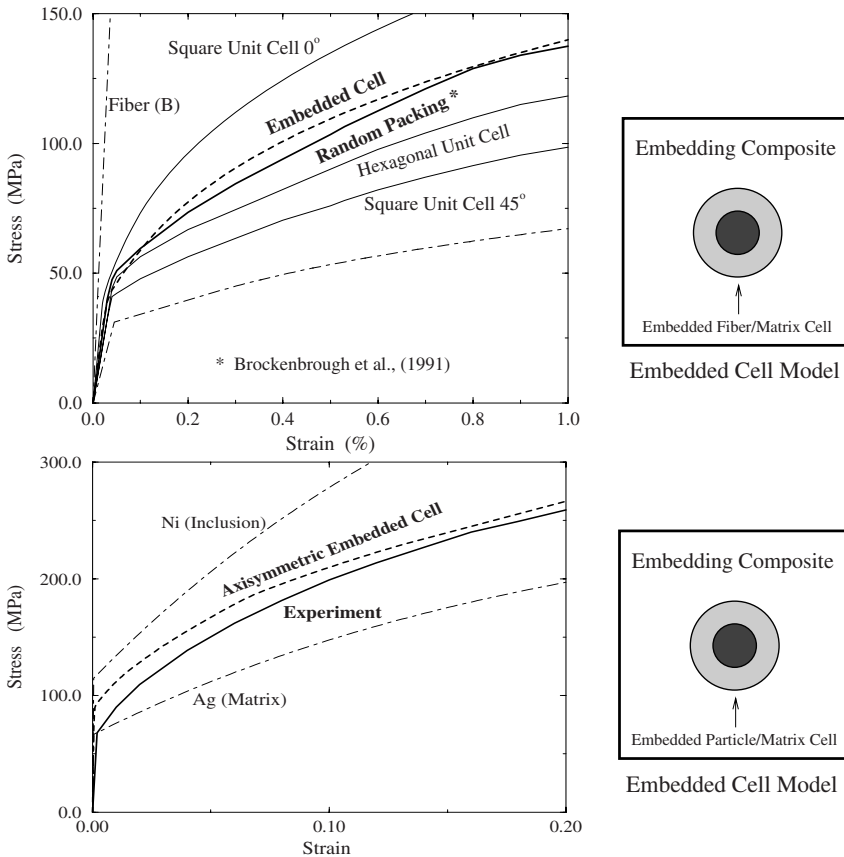 150.0
100.0
50.0
0.0
Stress (MPa)
Square Unit Cell 0°
Fiber (B)
Embedded Cell
Random Packing *
Hexagonal Unit Cell
Square Unit Cell 45°
* Brockenbrough et al., (1991)
0.0 0.2 0.4 0.6 0.8 1.0
Strain (%)
Embedding Composite
Embedded Fiber/Matrix Cell
Embedded Cell Model
300.0
200.0
100.0
0.0
Stress (MPa)
Ni (Inclusion)
Axisymmetric Embedded Cell
Experiment
Ag (Matrix)
0.00 0.10 0.20
Strain
Embedding Composite
Embedded Particle/Matrix Cell
Embedded Cell Model